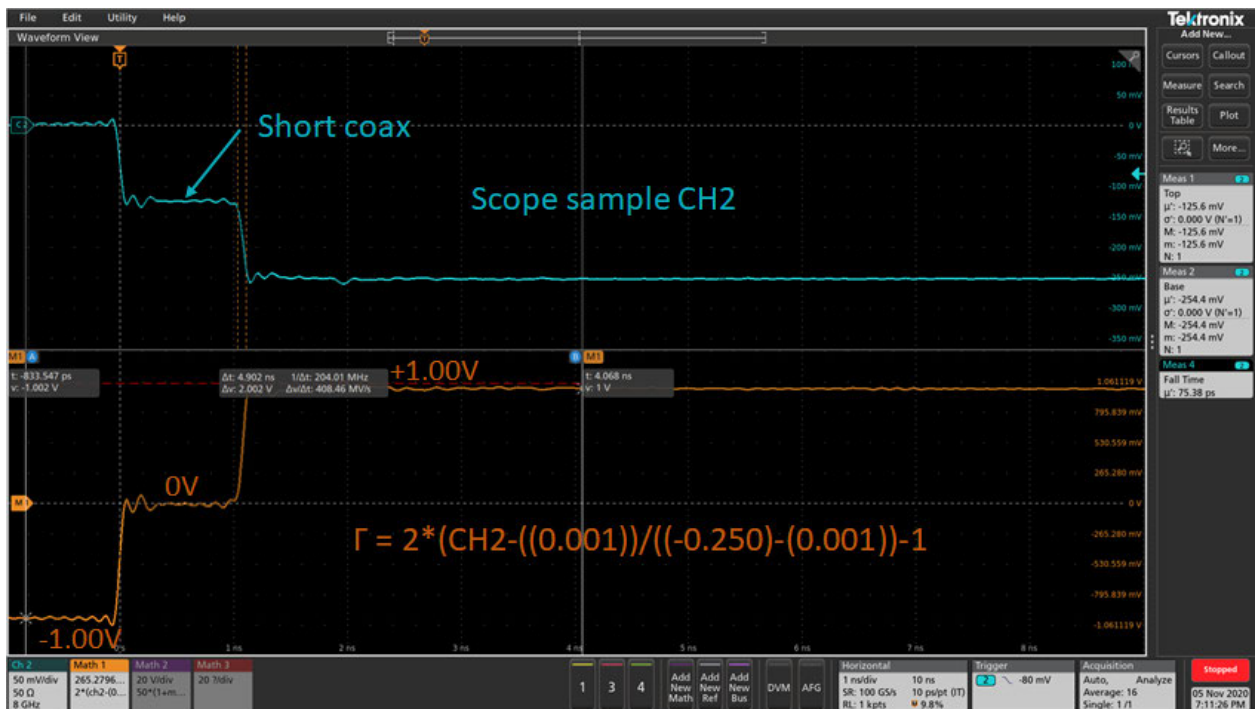 File Edit Utility Help
Tektronix
Waveform View
Add New...
Cursors Callout
Measure Search
Results Table Plot
More...
T
T
100 mV
50 mV
0 V
-50 mV
-100 mV
-150 mV
-200 mV
-250 mV
-300 mV
-350 mV
C 2
Short coax
Scope sample CH2
Meas 1 2
Top
µ': -125.6 mV
σ': 0.000 V (N'=1)
M: -125.6 mV
m: -125.6 mV
N: 1
Meas 2 2
Base
µ': -254.4 mV
σ': 0.000 V (N'=1)
M: -254.4 mV
m: -254.4 mV
N: 1
Meas 4 2
Fall Time
µ': 75.38 ps
M1 A
B M1
t: -833.547 ps
v: -1.002 V
Δt: 4.902 ns 1/Δt: 204.01 MHz
Δv: 2.002 V Δv/Δt: 408.46 MV/s
+1.00V
t: 4.068 ns
v: 1 V
1.061119 V
795.839 mV
530.559 mV
265.280 mV
0 V
-265.280 mV
-530.559 mV
-795.839 mV
-1.061119 V
M 1
0V
Γ = 2*(CH2-((0.001))/((-0.250)-(0.001))-1
-1.00V
0 s 1 ns 2 ns 3 ns 4 ns 5 ns 6 ns 7 ns 8 ns
Ch 2
50 mV/div
50 Ω
8 GHz
Math 1
265.2796...
2*(ch2-(0...
Math 2
20 V/div
50*(1+m...
Math 3
20 ?/div
1 3 4
Add New Math
Add New Ref
Add New Bus
DVM AFG
Horizontal
1 ns/div 10 ns
SR: 100 GS/s 10 ps/pt (IT)
RL: 1 kpts M 9.8%
Trigger
2 -80 mV
Acquisition
Auto, Analyze
Average: 16
Single: 1 /1
Stopped
05 Nov 2020
7:11:26 PM